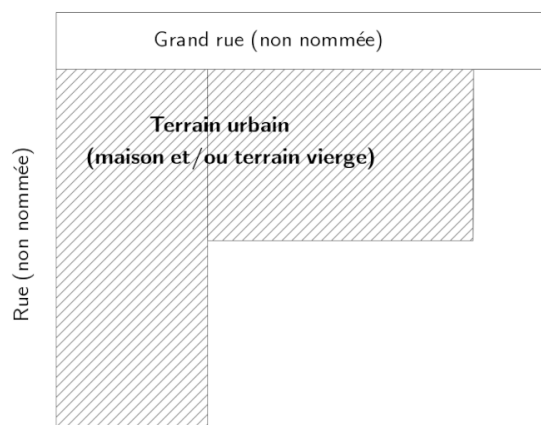 Grand rue (non nommée)
Terrain urbain
(maison et/ou terrain vierge)
Rue (non nommée)